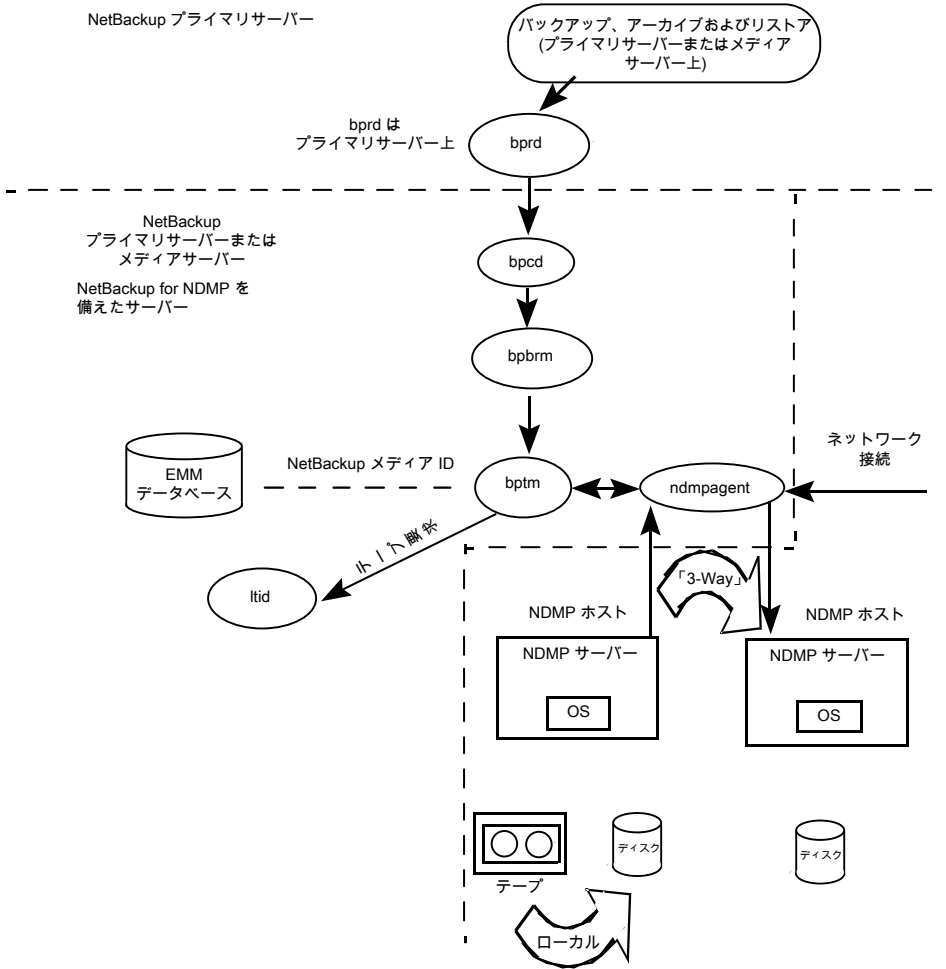 NetBackup プライマリサーバー
バックアップ、アーカイブおよびリストア
(プライマリサーバーまたはメディア
サーバー上)
bprd は
プライマリサーバー上
bprd
NetBackup
プライマリサーバーまたは
メディアサーバー
NetBackup for NDMP を
備えたサーバー
bpcd
bpbrm
EMM
データベース
NetBackup メディア ID
bptm
ndmpagent
ネットワーク
接続
テープ要求
ltid
「3-Way」
NDMP ホスト
NDMP ホスト
NDMP サーバー
OS
NDMP サーバー
OS
テープ
ディスク
ディスク
ローカル